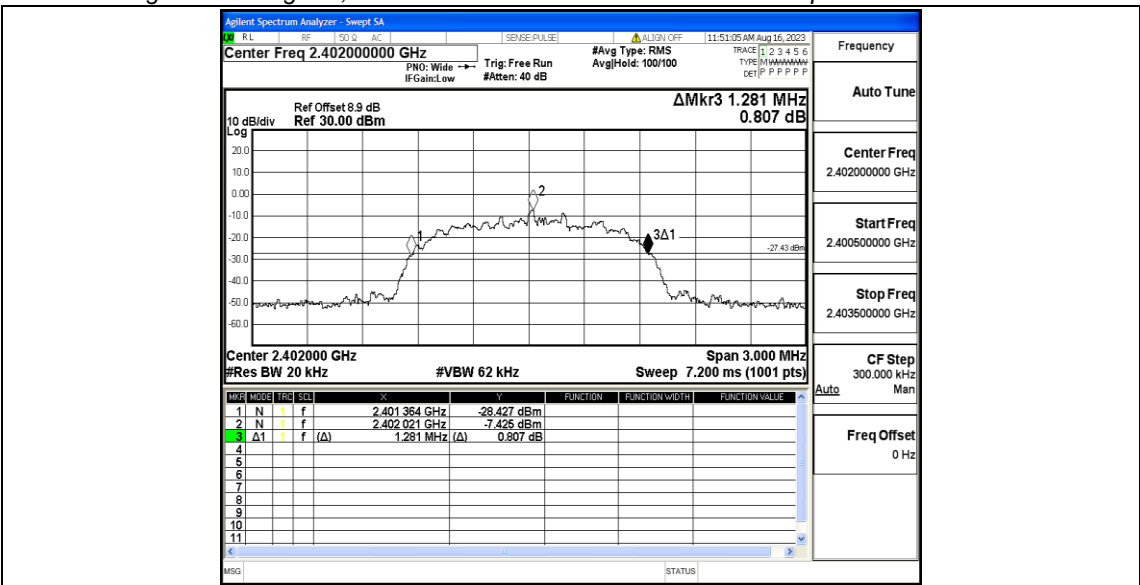 Agilent Spectrum Analyzer - Swept SA
RL RF 50 Ω AC SENSE:PULSE ALIGN OFF 11:51:05 AM Aug 16, 2023
Center Freq 2.402000000 GHz
PNO: Wide
IFGain:Low
Trig: Free Run
#Atten: 40 dB
#Avg Type: RMS
Avg|Hold: 100/100
TRACE 1 2 3 4 5 6
TYPE M
DET P P P P P P
ΔMkr3 1.281 MHz
0.807 dB
Ref Offset 8.9 dB
10 dB/div Ref 30.00 dBm
Log
20.0
10.0
0.00
-10.0
-20.0
-30.0
-40.0
-50.0
-60.0
1
2
3Δ1
-27.43 dBm
Center 2.402000 GHz Span 3.000 MHz
#Res BW 20 kHz #VBW 62 kHz Sweep 7.200 ms (1001 pts)
MKR MODE TRC SCL X Y FUNCTION FUNCTION WIDTH FUNCTION VALUE
1 N 1 f 2.401 364 GHz -28.427 dBm
2 N 1 f 2.402 021 GHz -7.425 dBm
3 Δ1 1 f (Δ) 1.281 MHz (Δ) 0.807 dB
4
5
6
7
8
9
10
11
MSG STATUS
Frequency
Auto Tune
Center Freq
2.402000000 GHz
Start Freq
2.400500000 GHz
Stop Freq
2.403500000 GHz
CF Step
300.000 kHz
Auto Man
Freq Offset
0 Hz